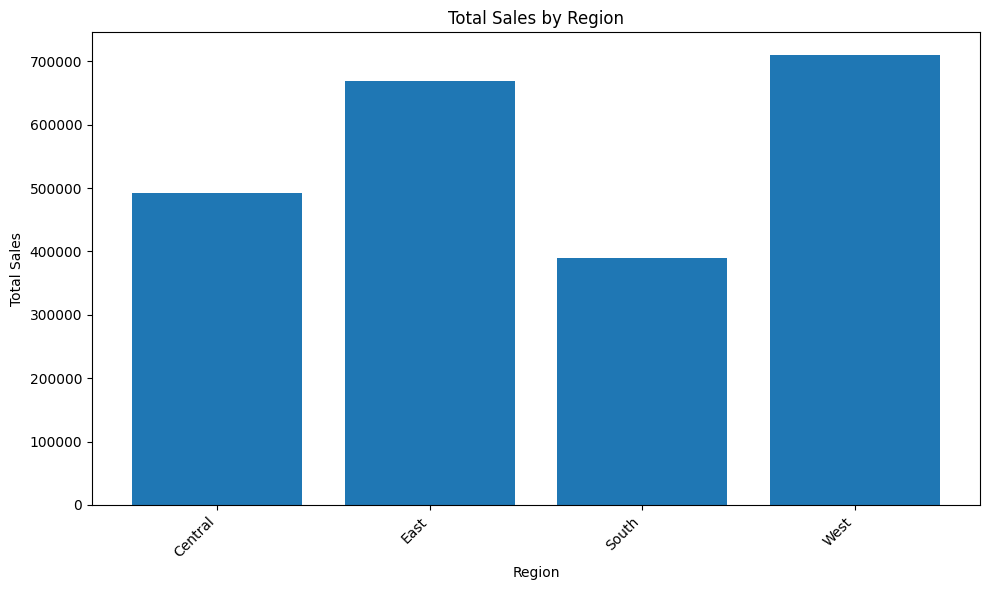 Total Sales by Region
Total Sales
700000
600000
500000
400000
300000
200000
100000
0
Central
East
South
West
Region